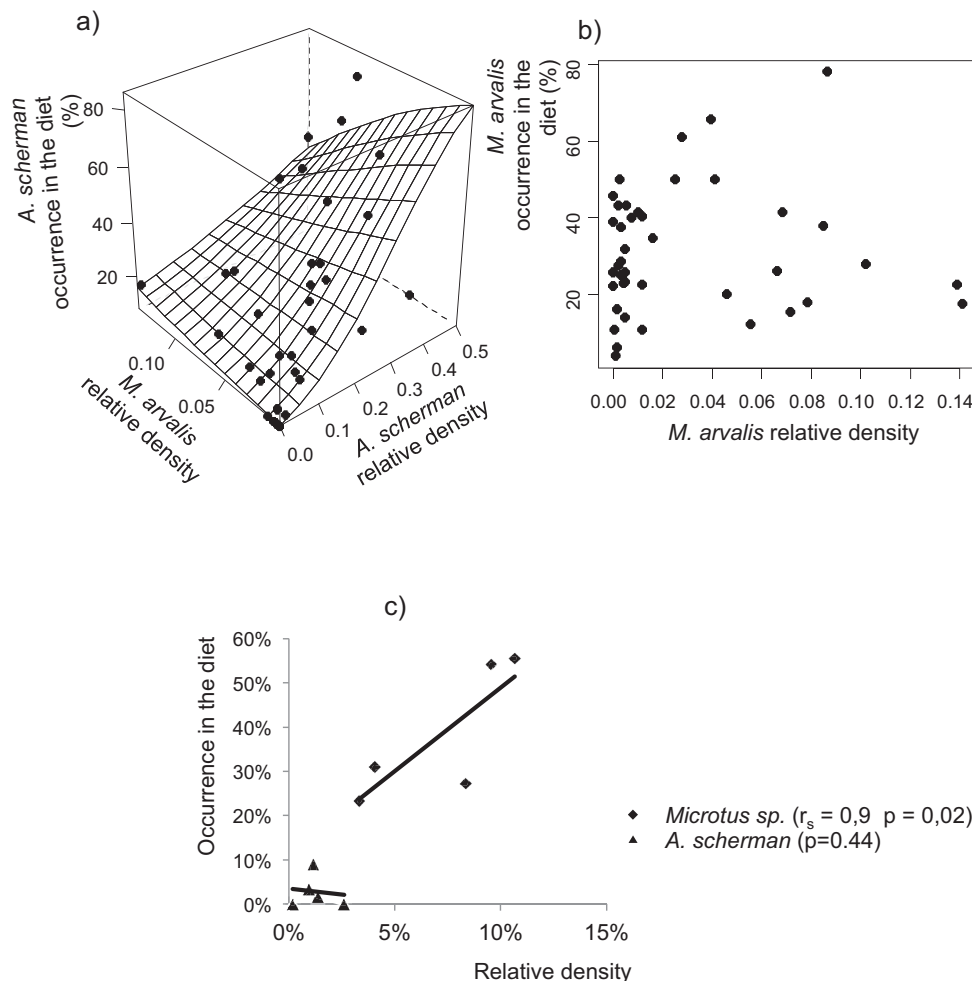 a)
A. scherman
occurrence in the diet
(%)
80
60
40
20
0.10
0.05
0.0
0.1
0.2
0.3
0.4
0.5
M. arvalis
relative density
A. scherman
relative density
b)
M. arvalis
occurrence in the
diet (%)
80
60
40
20
0.00 0.02 0.04 0.06 0.08 0.10 0.12 0.14
M. arvalis relative density
c)
Occurrence in the diet
60%
50%
40%
30%
20%
10%
0%
0% 5% 10% 15%
Relative density
Microtus sp. (rs = 0,9 p = 0,02)
A. scherman (p=0.44)